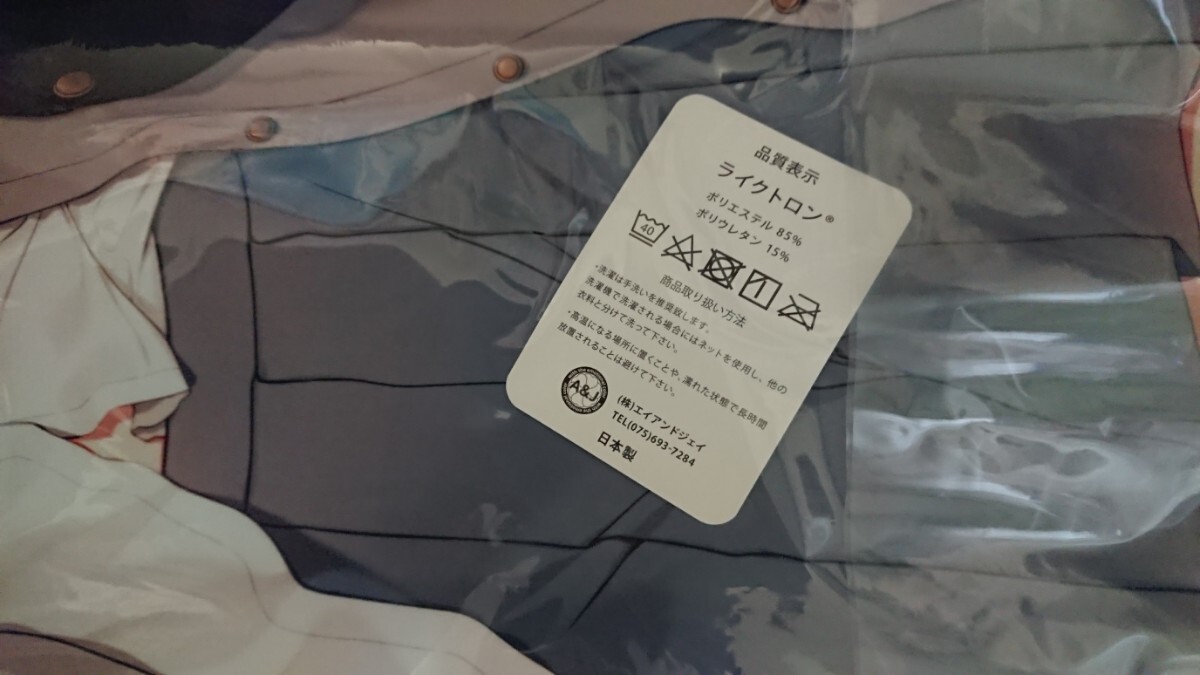 品質表示
ライクトロン®
ポリエステル 85%
ポリウレタン 15%
40
商品取り扱い方法
・洗濯は手洗いを推奨致します。
洗濯機で洗濯される場合にはネットを使用し、他の
衣料と分けて洗って下さい。
・高温になる場所に置くことや、濡れた状態で長時間
放置されることは避けて下さい。
A&J
(株)エイアンドジェイ
TEL(075)693-7284
日本製